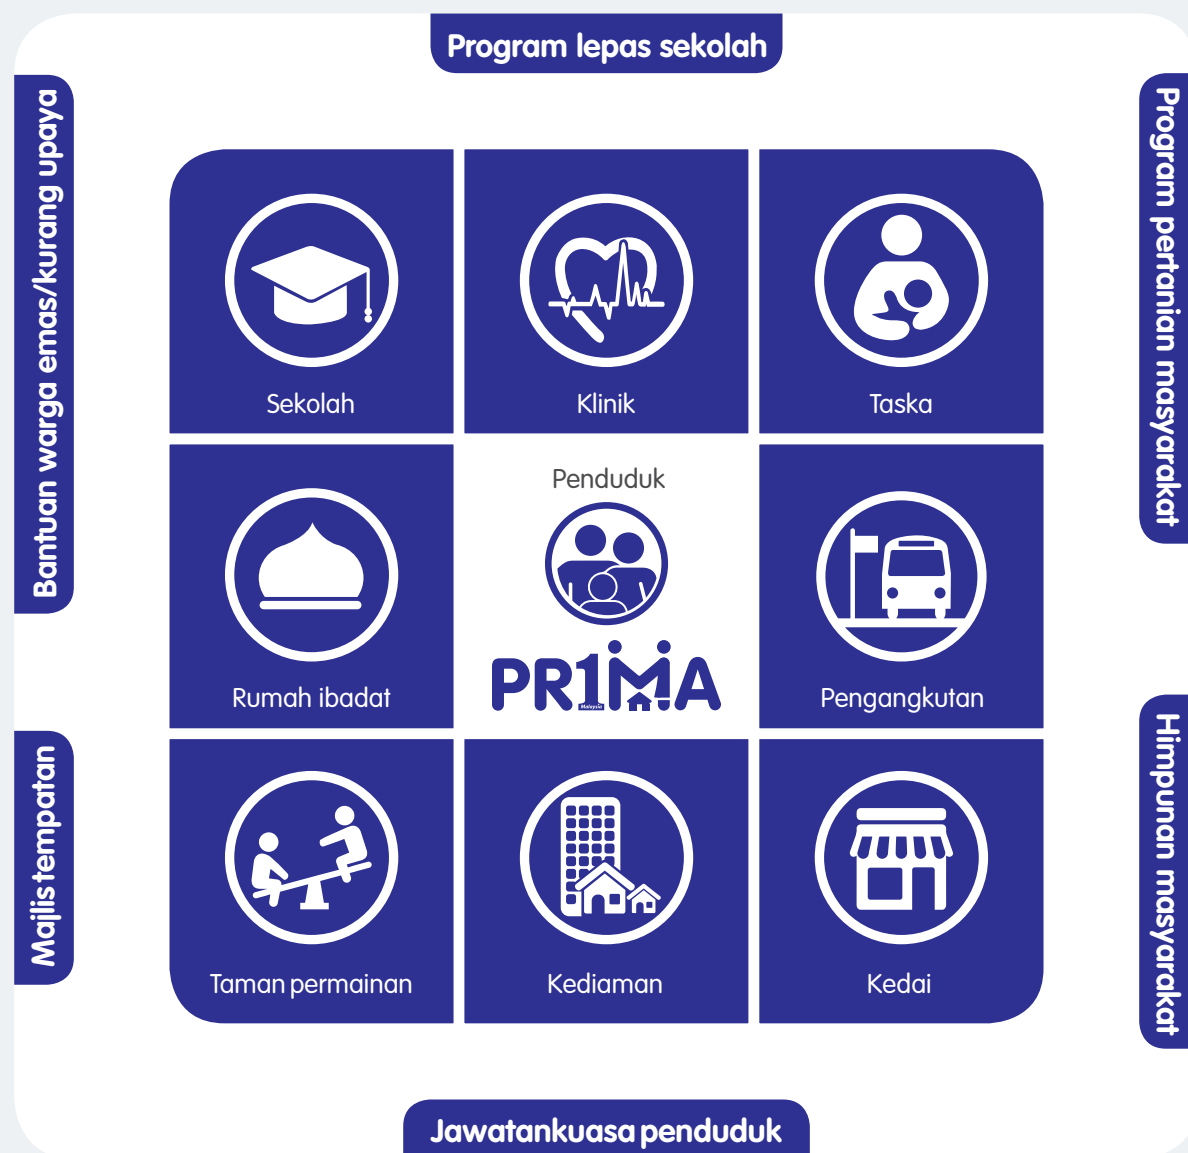 Program lepas sekolah
Bantuan warga emas/kurang upaya
Program pertanian masyarakat
Sekolah
Klinik
Taska
Penduduk
Rumah ibadat
PR1MA
Malaysia
Pengangkutan
Majlis tempatan
Himpunan masyarakat
Taman permainan
Kediaman
Kedai
Jawatankuasa penduduk